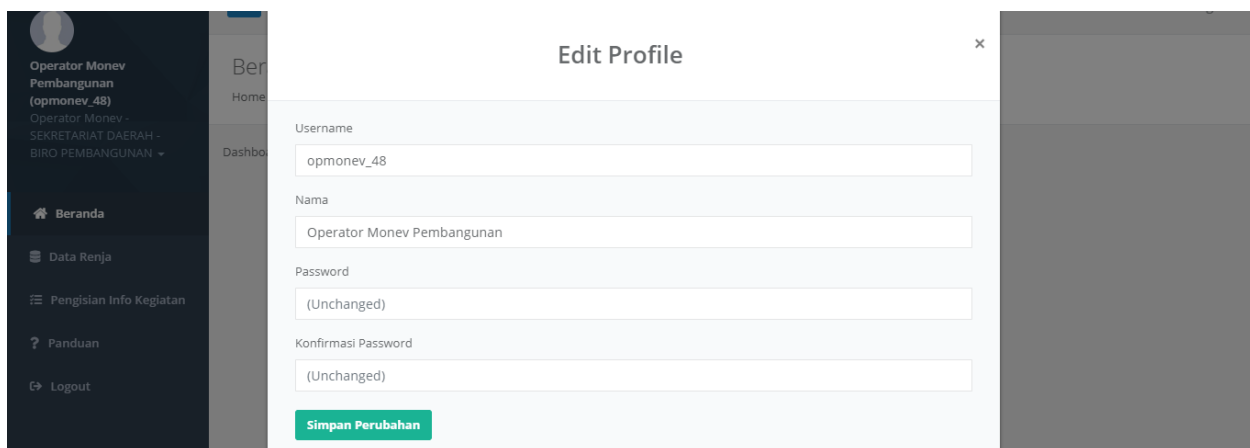 Operator Monev
Pembangunan
(opmonev_48)
Operator Monev -
SEKRETARIAT DAERAH -
BIRO PEMBANGUNAN
Beranda
Data Renja
Pengisian Info Kegiatan
Panduan
Logout
Ber
Home
Dashbo
Edit Profile
×
Username
opmonev_48
Nama
Operator Monev Pembangunan
Password
(Unchanged)
Konfirmasi Password
(Unchanged)
Simpan Perubahan